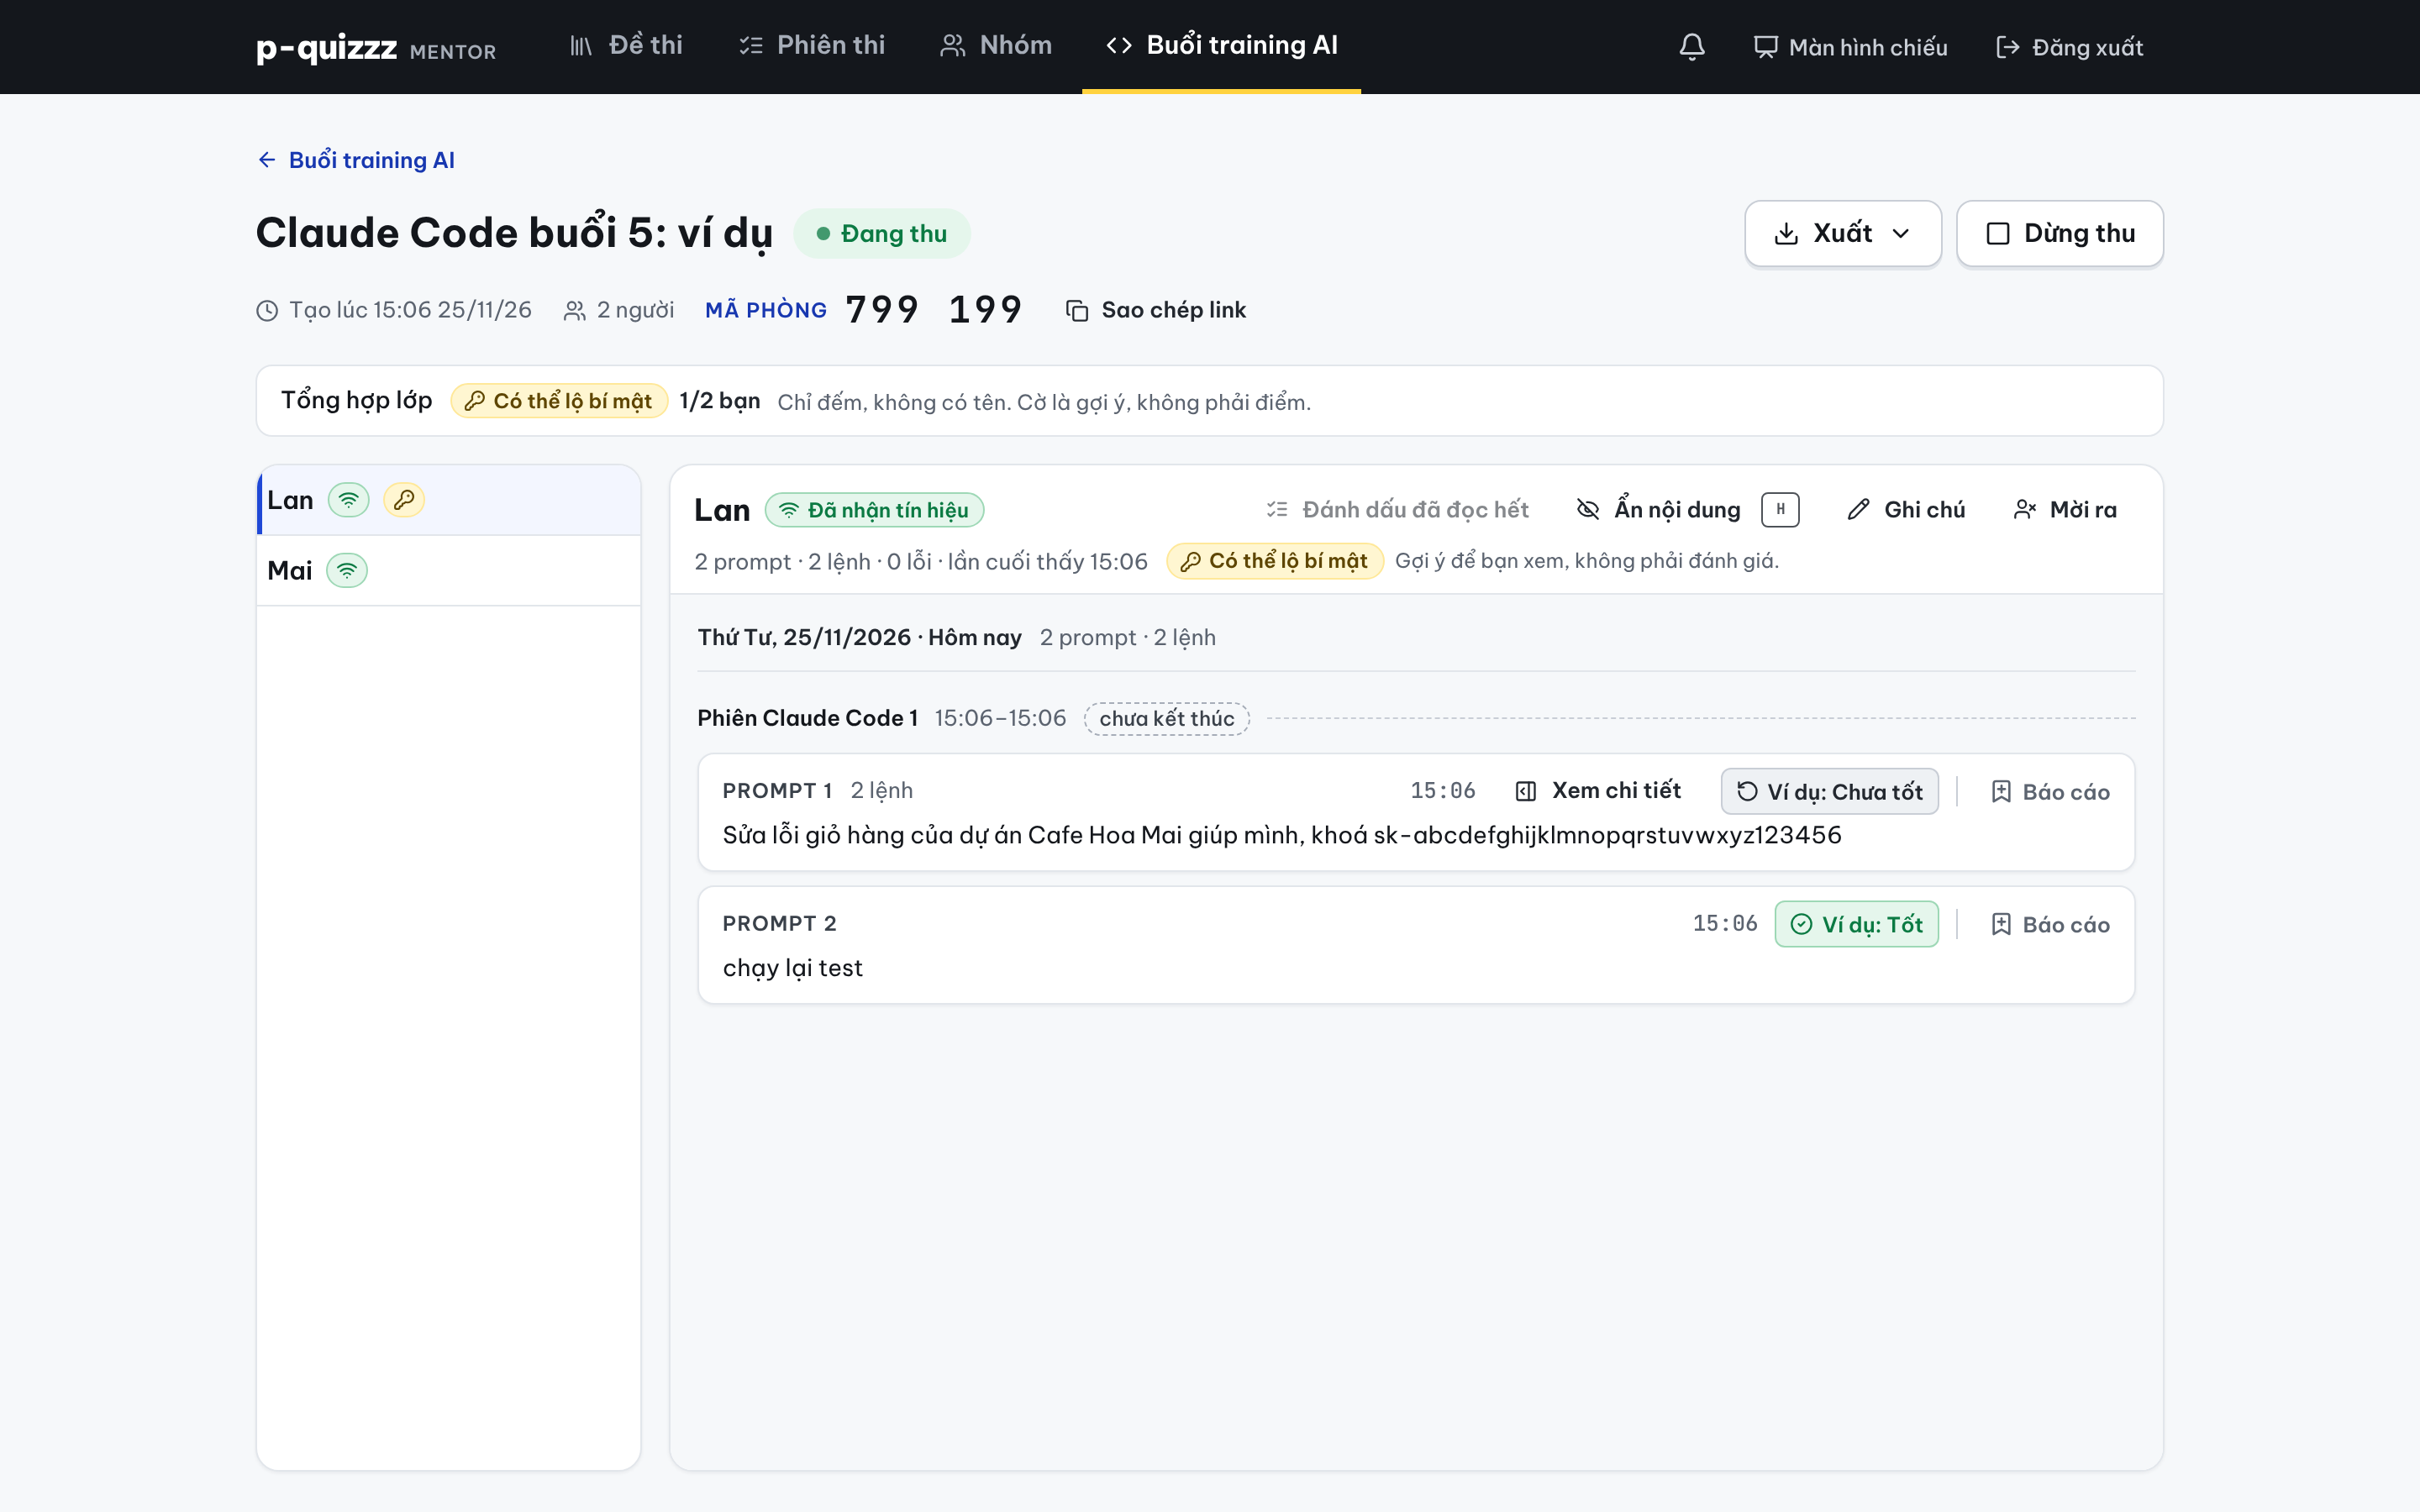 p-quizzz MENTOR Đề thi Phiên thi Nhóm Buổi training AI Màn hình chiếu Đăng xuất
Buổi training AI
Claude Code buổi 5: ví dụ Đang thu Xuất Dừng thu
Tạo lúc 15:06 25/11/26 2 người MÃ PHÒNG 799 199 Sao chép link
Tổng hợp lớp Có thể lộ bí mật 1/2 bạn Chỉ đếm, không có tên. Cờ là gợi ý, không phải điểm.
Lan
Mai
Lan Đã nhận tín hiệu Đánh dấu đã đọc hết Ẩn nội dung H Ghi chú Mời ra
2 prompt · 2 lệnh · 0 lỗi · lần cuối thấy 15:06 Có thể lộ bí mật Gợi ý để bạn xem, không phải đánh giá.
Thứ Tư, 25/11/2026 · Hôm nay 2 prompt · 2 lệnh
Phiên Claude Code 1 15:06–15:06 chưa kết thúc
PROMPT 1 2 lệnh 15:06 Xem chi tiết Ví dụ: Chưa tốt Báo cáo
Sửa lỗi giỏ hàng của dự án Cafe Hoa Mai giúp mình, khoá sk-abcdefghijklmnopqrstuvwxyz123456
PROMPT 2 15:06 Ví dụ: Tốt Báo cáo
chạy lại test